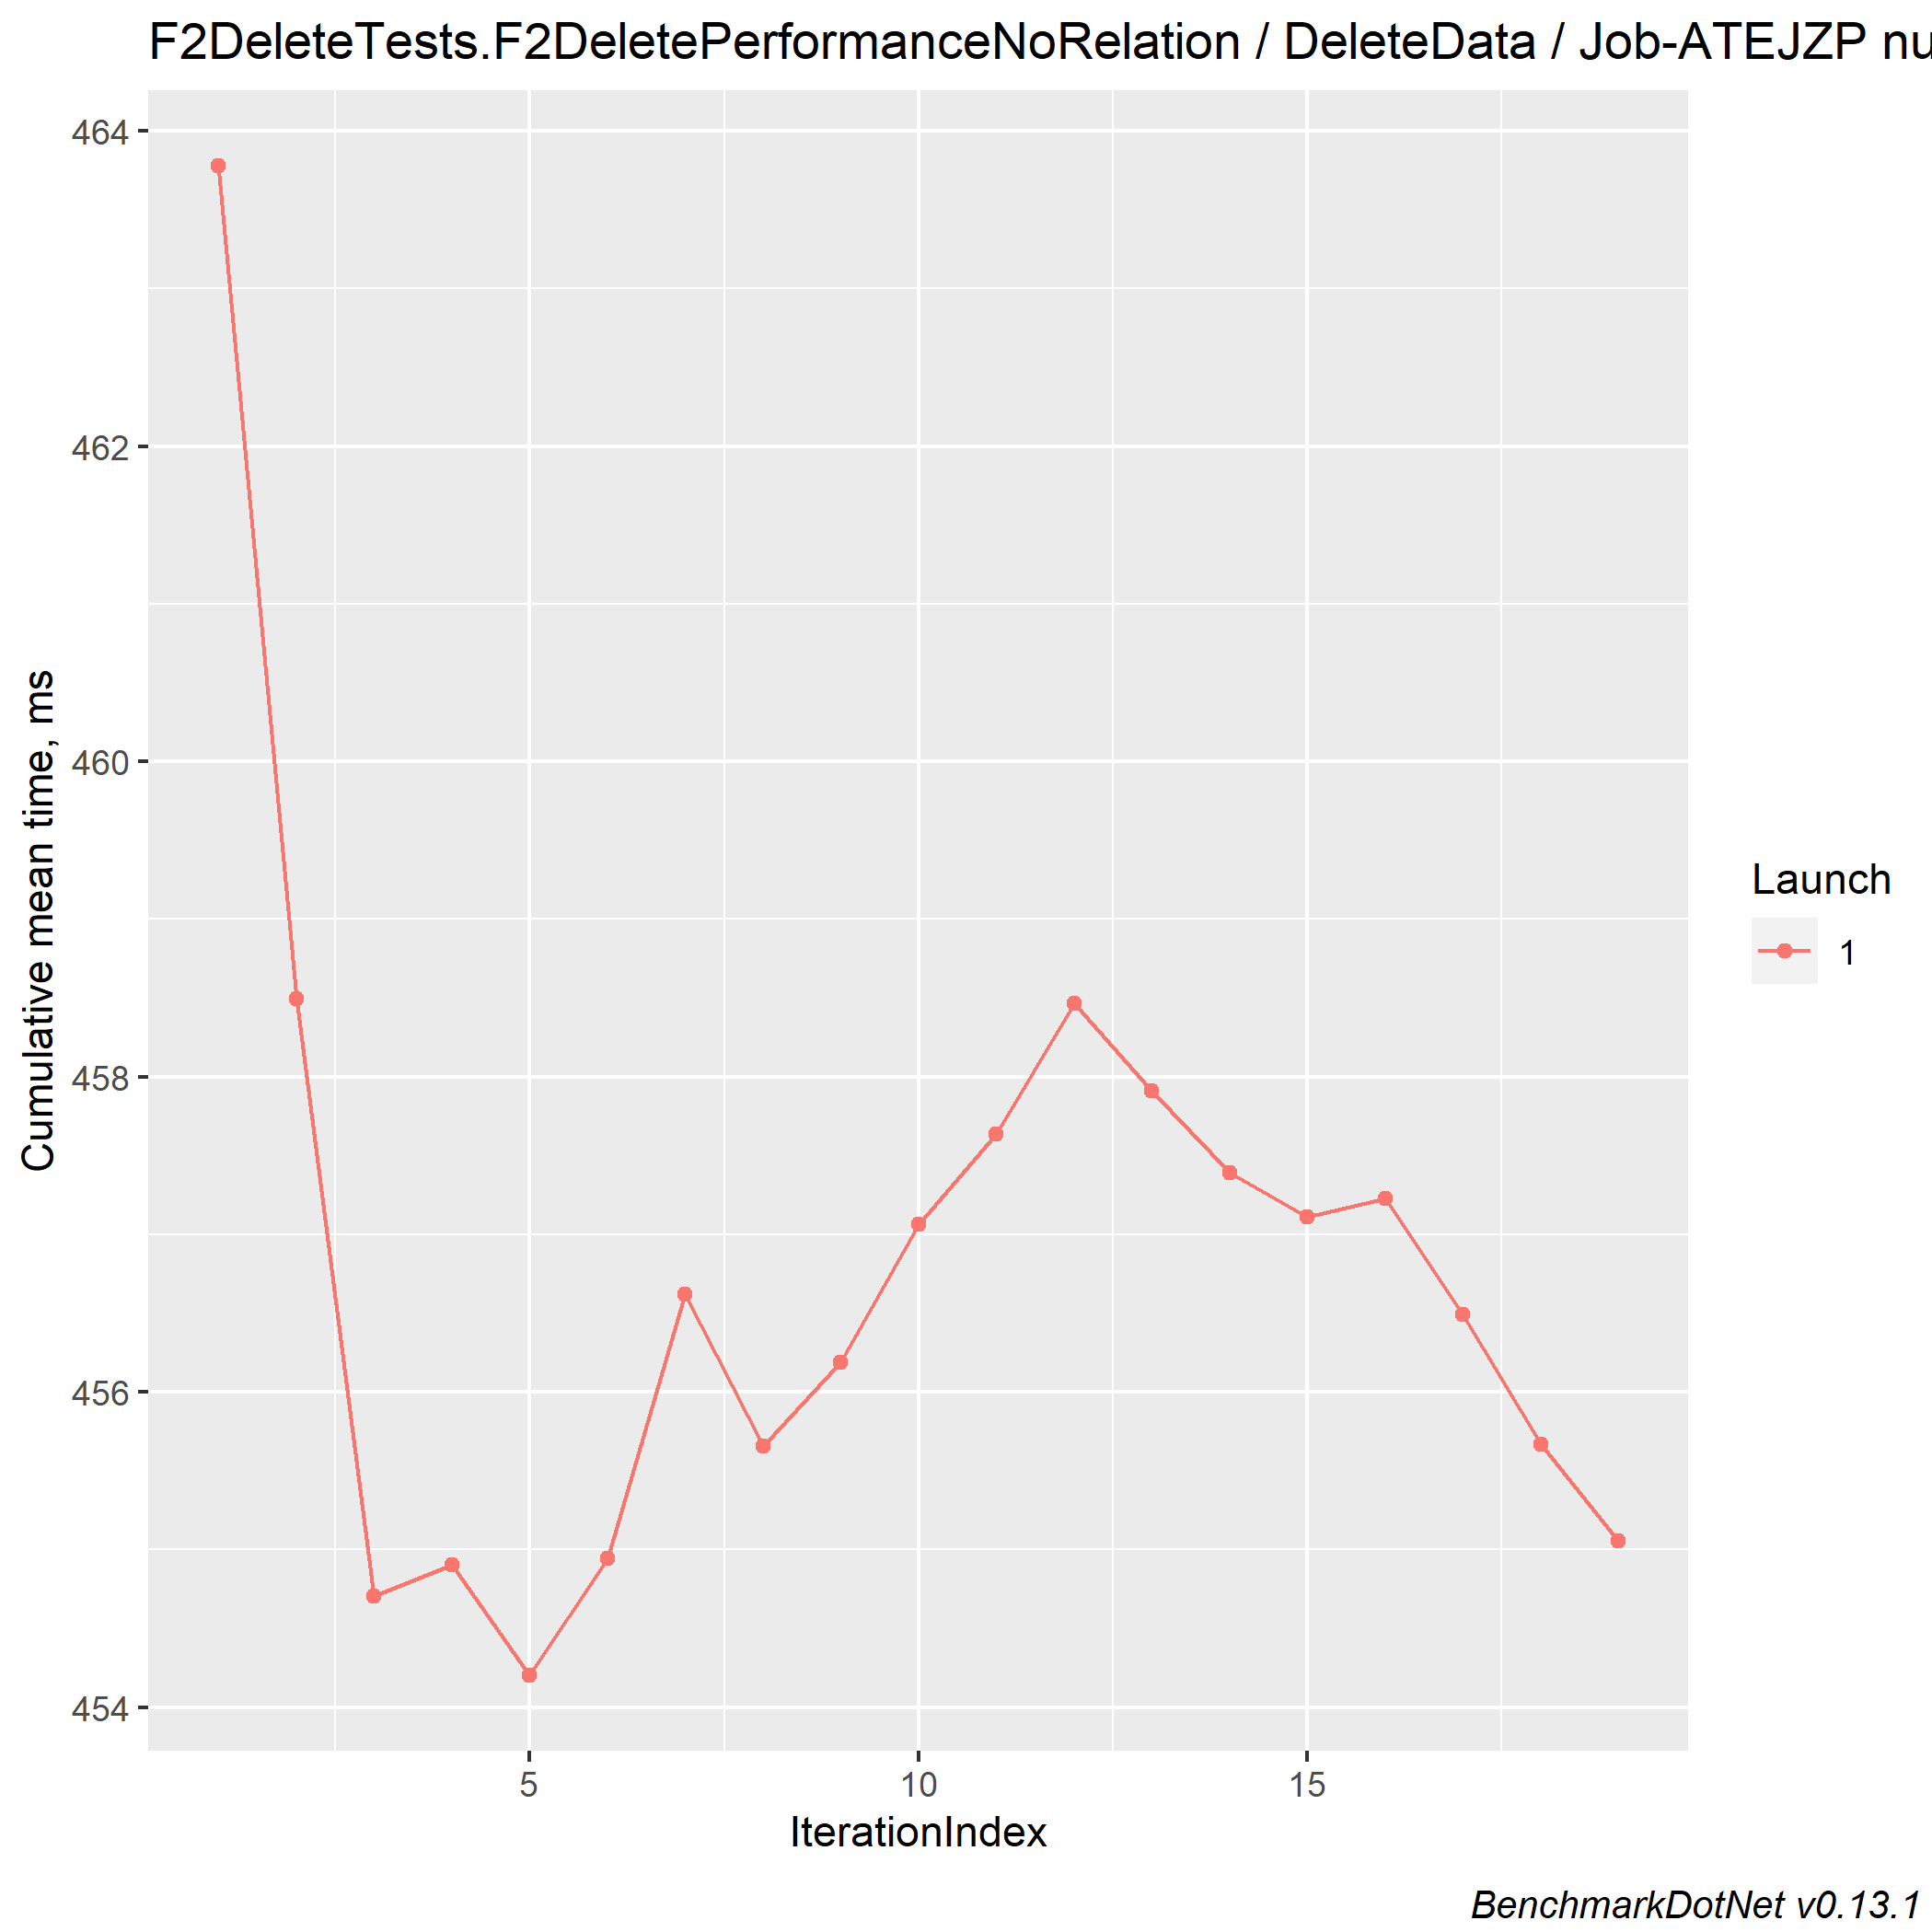 F2DeleteTests.F2DeletePerformanceNoRelation / DeleteData / Job-ATEJZP nu
464
462
460
458
456
454
Cumulative mean time, ms
5 10 15
IterationIndex
Launch
1
BenchmarkDotNet v0.13.1